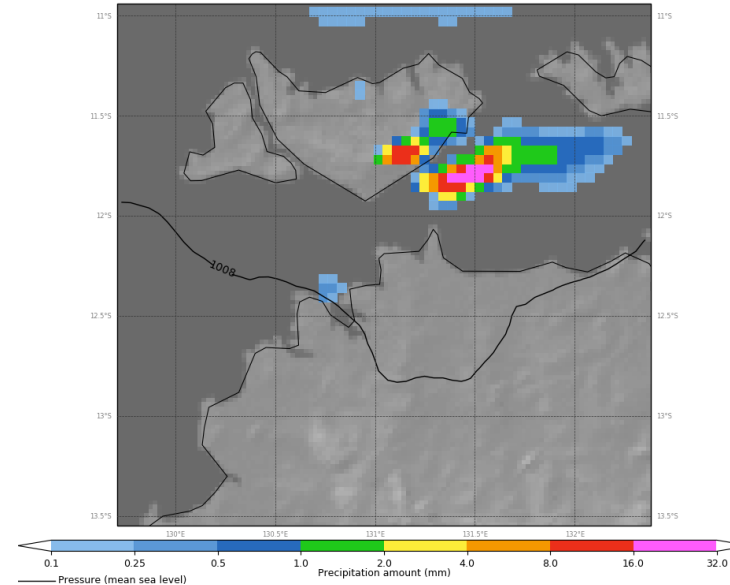 11°S 11°S
11.5°S 11.5°S
12°S 12°S
1008
12.5°S 12.5°S
13°S 13°S
13.5°S 13.5°S
130°E 130.5°E 131°E 131.5°E 132°E
0.1 0.25 0.5 1.0 2.0 4.0 8.0 16.0 32.0
Precipitation amount (mm)
Pressure (mean sea level)